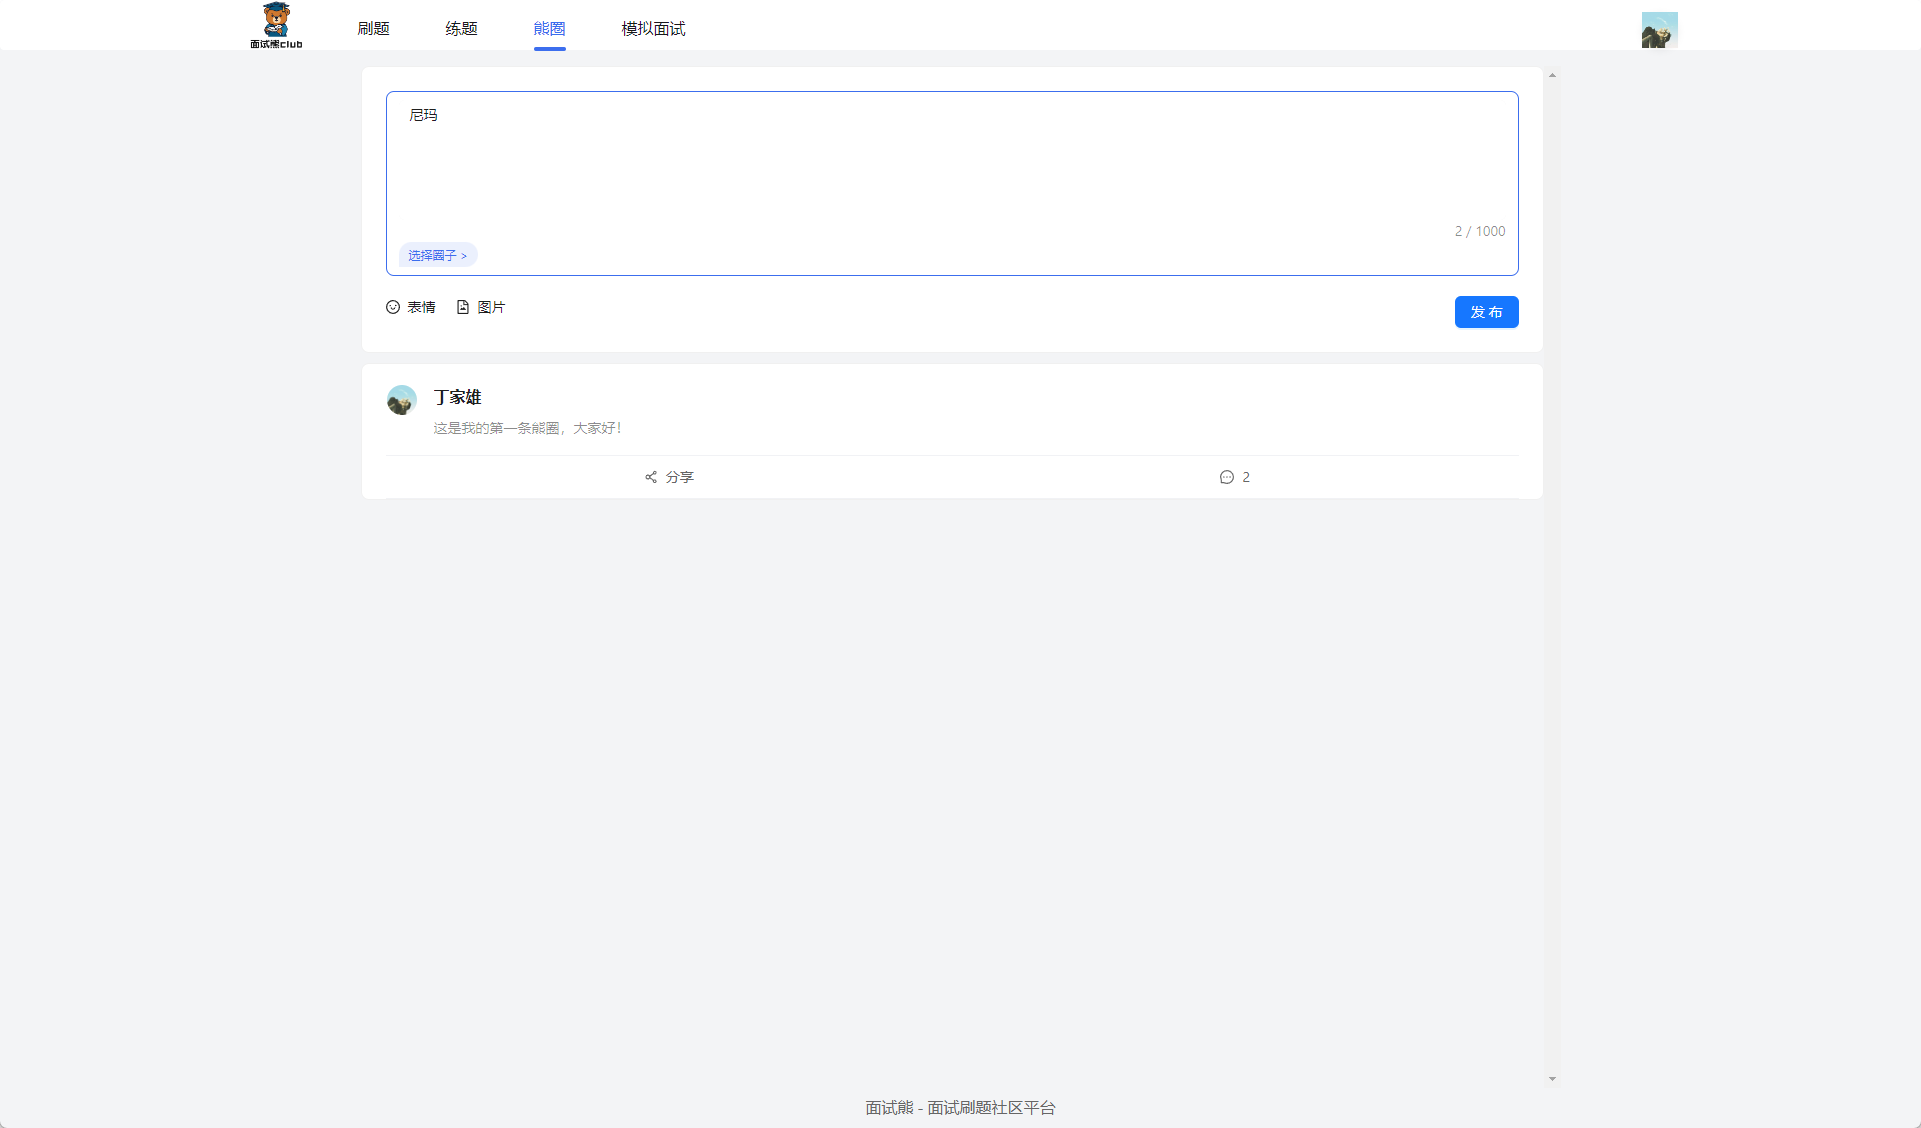 面试熊club
刷题 练题 熊圈 模拟面试
尼玛
2 / 1000
选择圈子 >
表情 图片 发布
丁家雄
这是我的第一条熊圈，大家好！
分享 2
面试熊 - 面试刷题社区平台